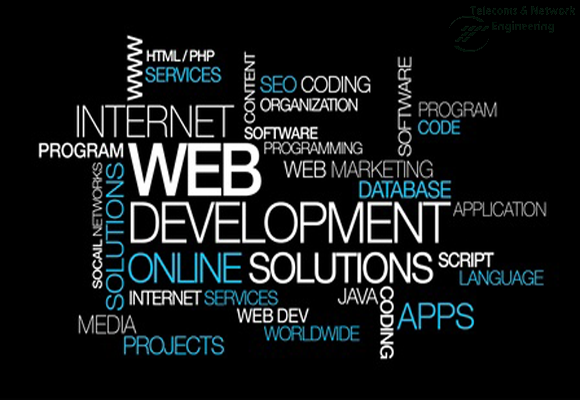 Telecoms & Network
Engineering
WWW
HTML / PHP
SERVICES
CONTENT
SEO CODING
ORGANIZATION
SOFTWARE
PROGRAM
CODE
INTERNET
SOFTWARE
PROGRAMMING
PROGRAM
WEB
WEB MARKETING
DATABASE
SOCAIL NETWORKS
SOLUTIONS
DEVELOPMENT
APPLICATION
ONLINE SOLUTIONS
SCRIPT
LANGUAGE
INTERNET SERVICES
JAVA
CODING
APPS
MEDIA
WEB DEV
WORLDWIDE
PROJECTS